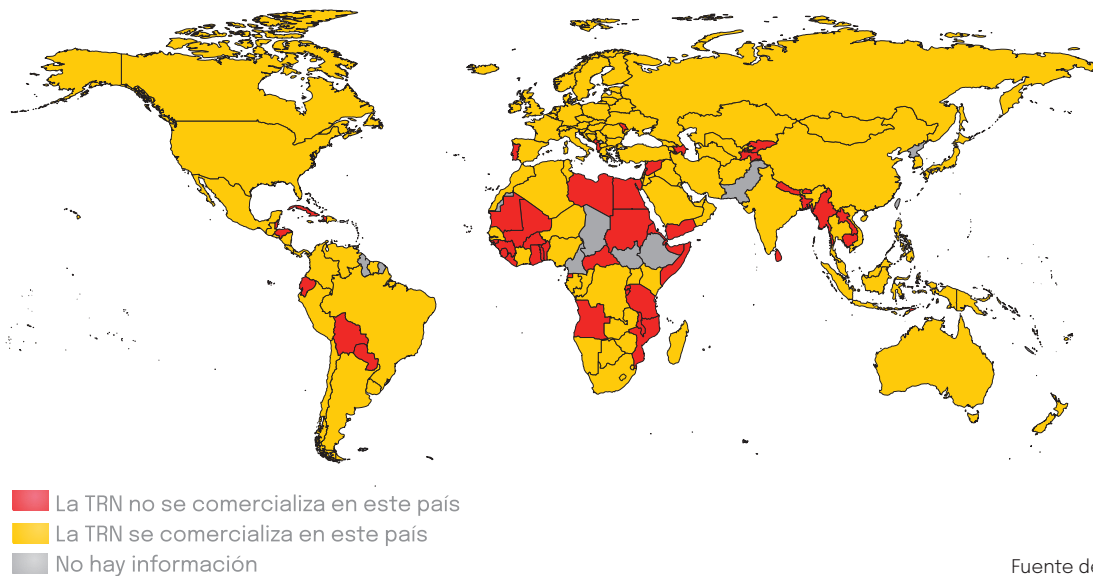 La TRN no se comercializa en este país
La TRN se comercializa en este país
No hay información
Fuente de